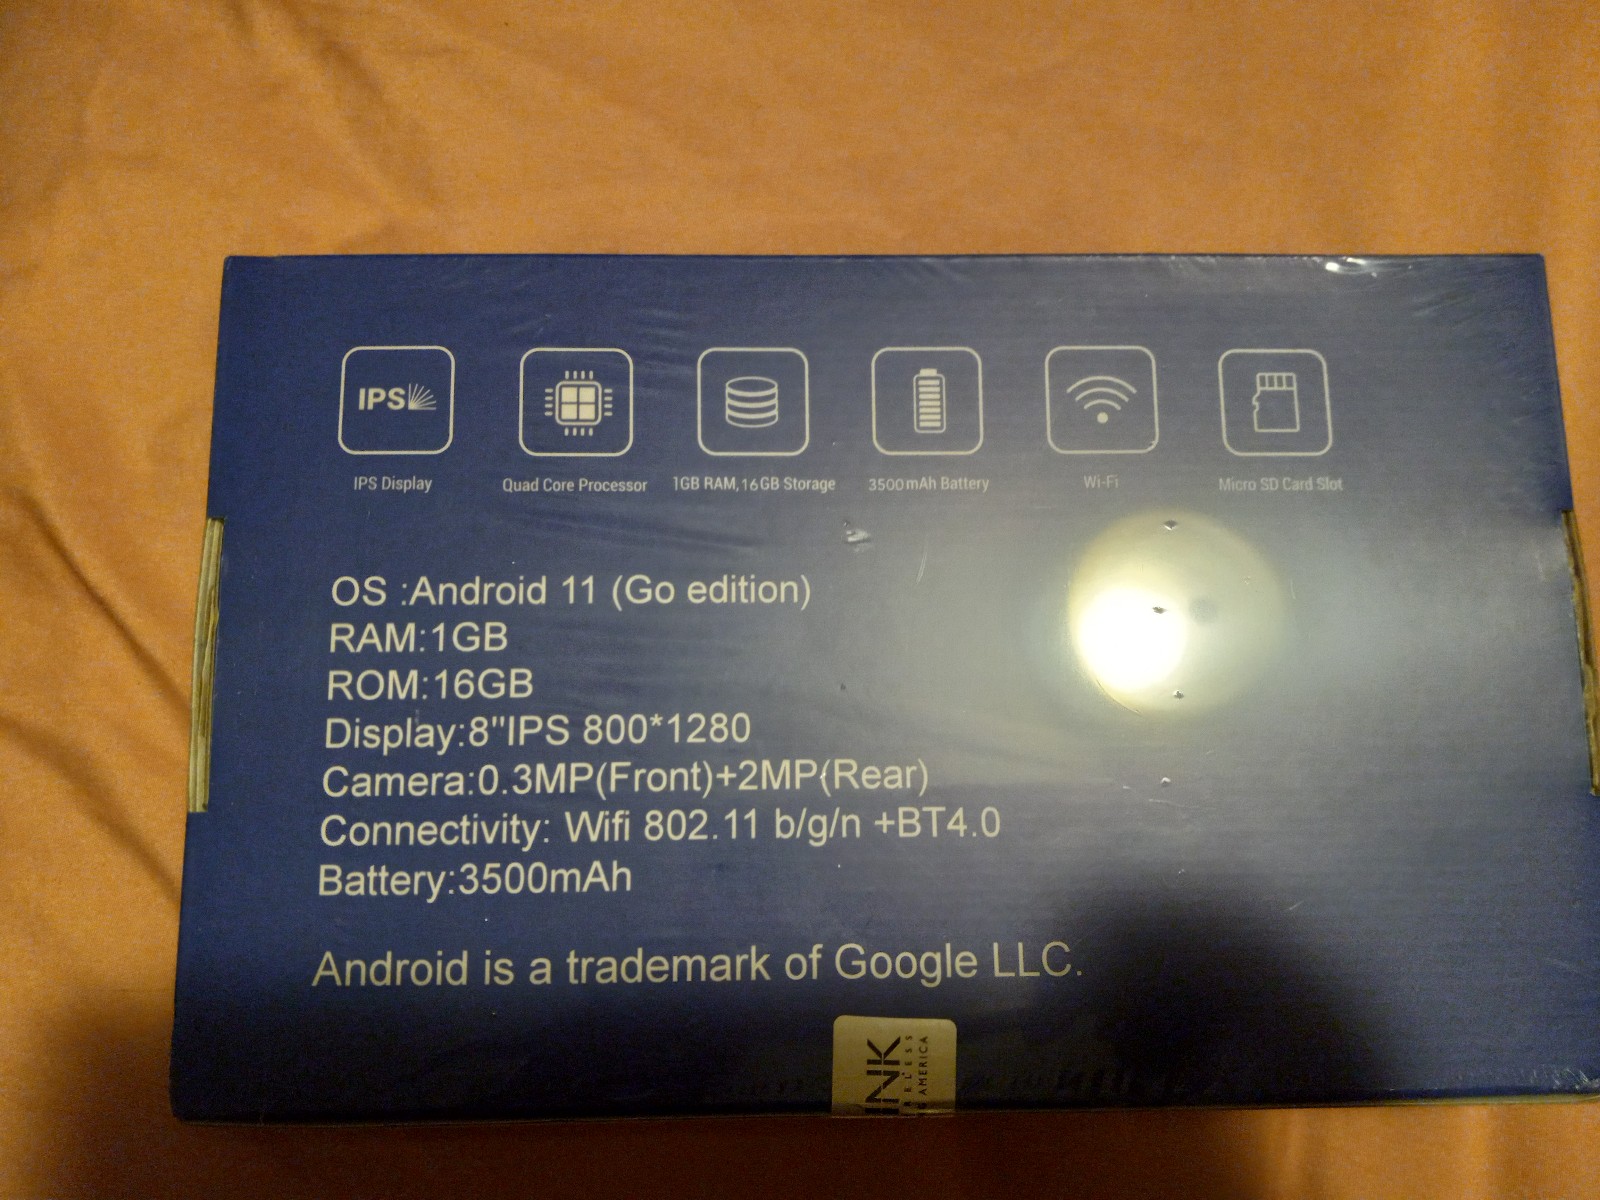 IPS
IPS Display
Quad Core Processor
1GB RAM, 16GB Storage
3500mAh Battery
Wi-Fi
Micro SD Card Slot
OS :Android 11 (Go edition)
RAM:1GB
ROM:16GB
Display:8"IPS 800*1280
Camera:0.3MP(Front)+2MP(Rear)
Connectivity: Wifi 802.11 b/g/n +BT4.0
Battery:3500mAh
Android is a trademark of Google LLC.
AMERICA